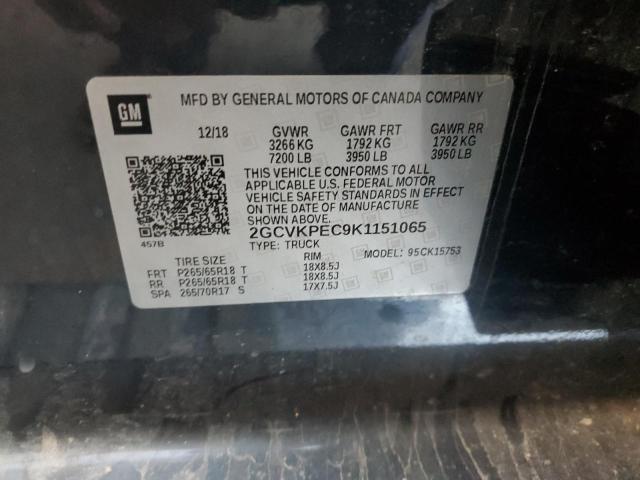 GM
MFD BY GENERAL MOTORS OF CANADA COMPANY
12/18 GVWR GAWR FRT GAWR RR
3266 KG 1792 KG 1792 KG
7200 LB 3950 LB 3950 LB
THIS VEHICLE CONFORMS TO ALL
APPLICABLE U.S. FEDERAL MOTOR
VEHICLE SAFETY STANDARDS IN EFFECT
ON THE DATE OF MANUFACTURE
SHOWN ABOVE.
2GCVKPEC9K1151065
457B
TYPE: TRUCK MODEL: 95CK15753
TIRE SIZE RIM
FRT P265/65R18 T 18X8.5J
RR P265/65R18 T 18X8.5J
SPA 265/70R17 S 17X7.5J